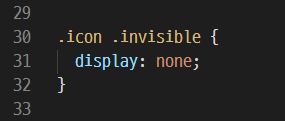 29
30 .icon .invisible {
31   display: none;
32 }
33